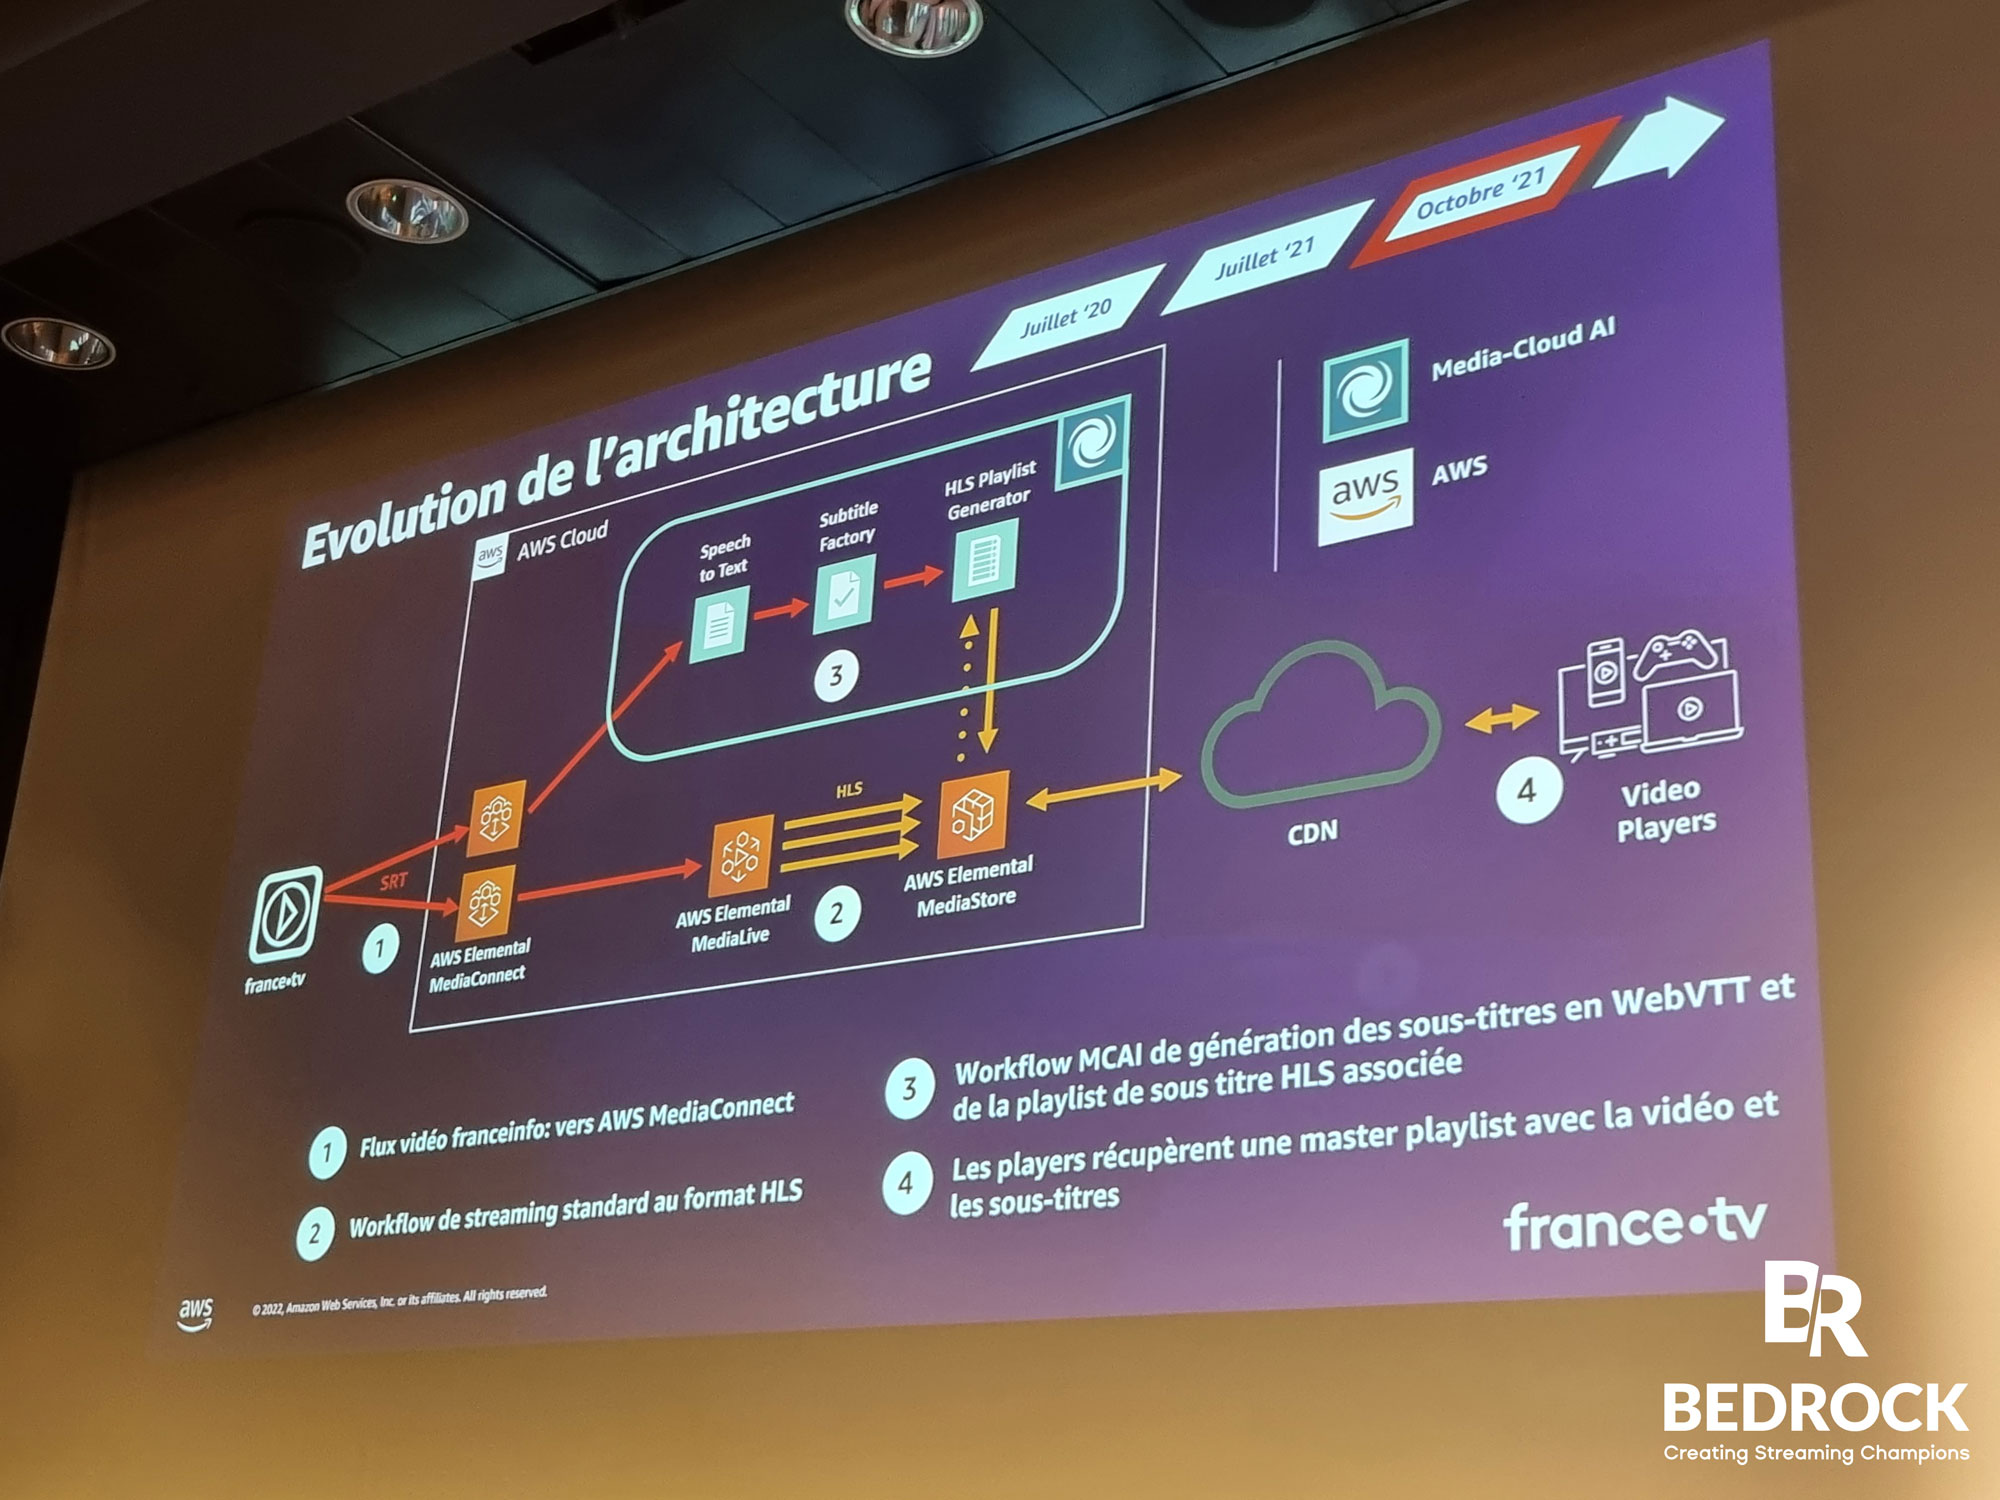 Juillet ‘20
Juillet ‘21
Octobre ‘21
Evolution de l’architecture
Media-Cloud AI
aws
AWS
aws
AWS Cloud
Speech
to Text
Subtitle
Factory
HLS Playlist
Generator
3
HLS
SRT
1
france•tv
AWS Elemental
MediaConnect
AWS Elemental
MediaLive
2
AWS Elemental
MediaStore
CDN
4
Video
Players
1
Flux vidéo franceinfo: vers AWS MediaConnect
2
Workflow de streaming standard au format HLS
3
Workflow MCAI de génération des sous-titres en WebVTT et
de la playlist de sous titre HLS associée
4
Les players récupèrent une master playlist avec la vidéo et
les sous-titres
france•tv
aws
© 2022, Amazon Web Services, Inc. or its affiliates. All rights reserved.
BR
BEDROCK
Creating Streaming Champions